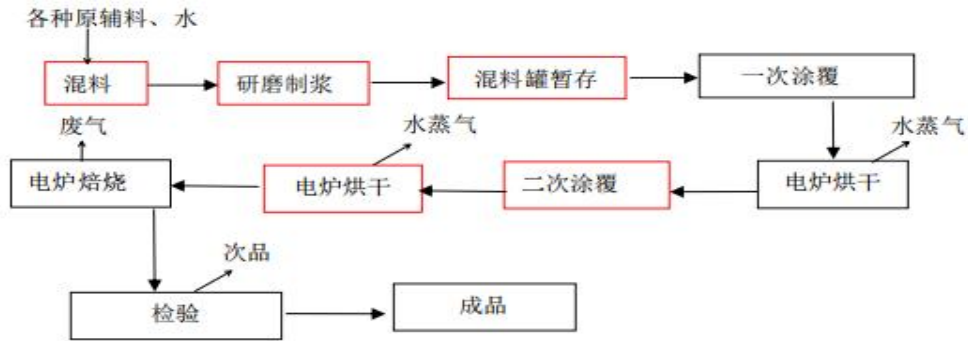 各种原辅料、水
混料
研磨制浆
混料罐暂存
一次涂覆
废气
水蒸气
水蒸气
电炉焙烧
电炉烘干
二次涂覆
电炉烘干
次品
检验
成品